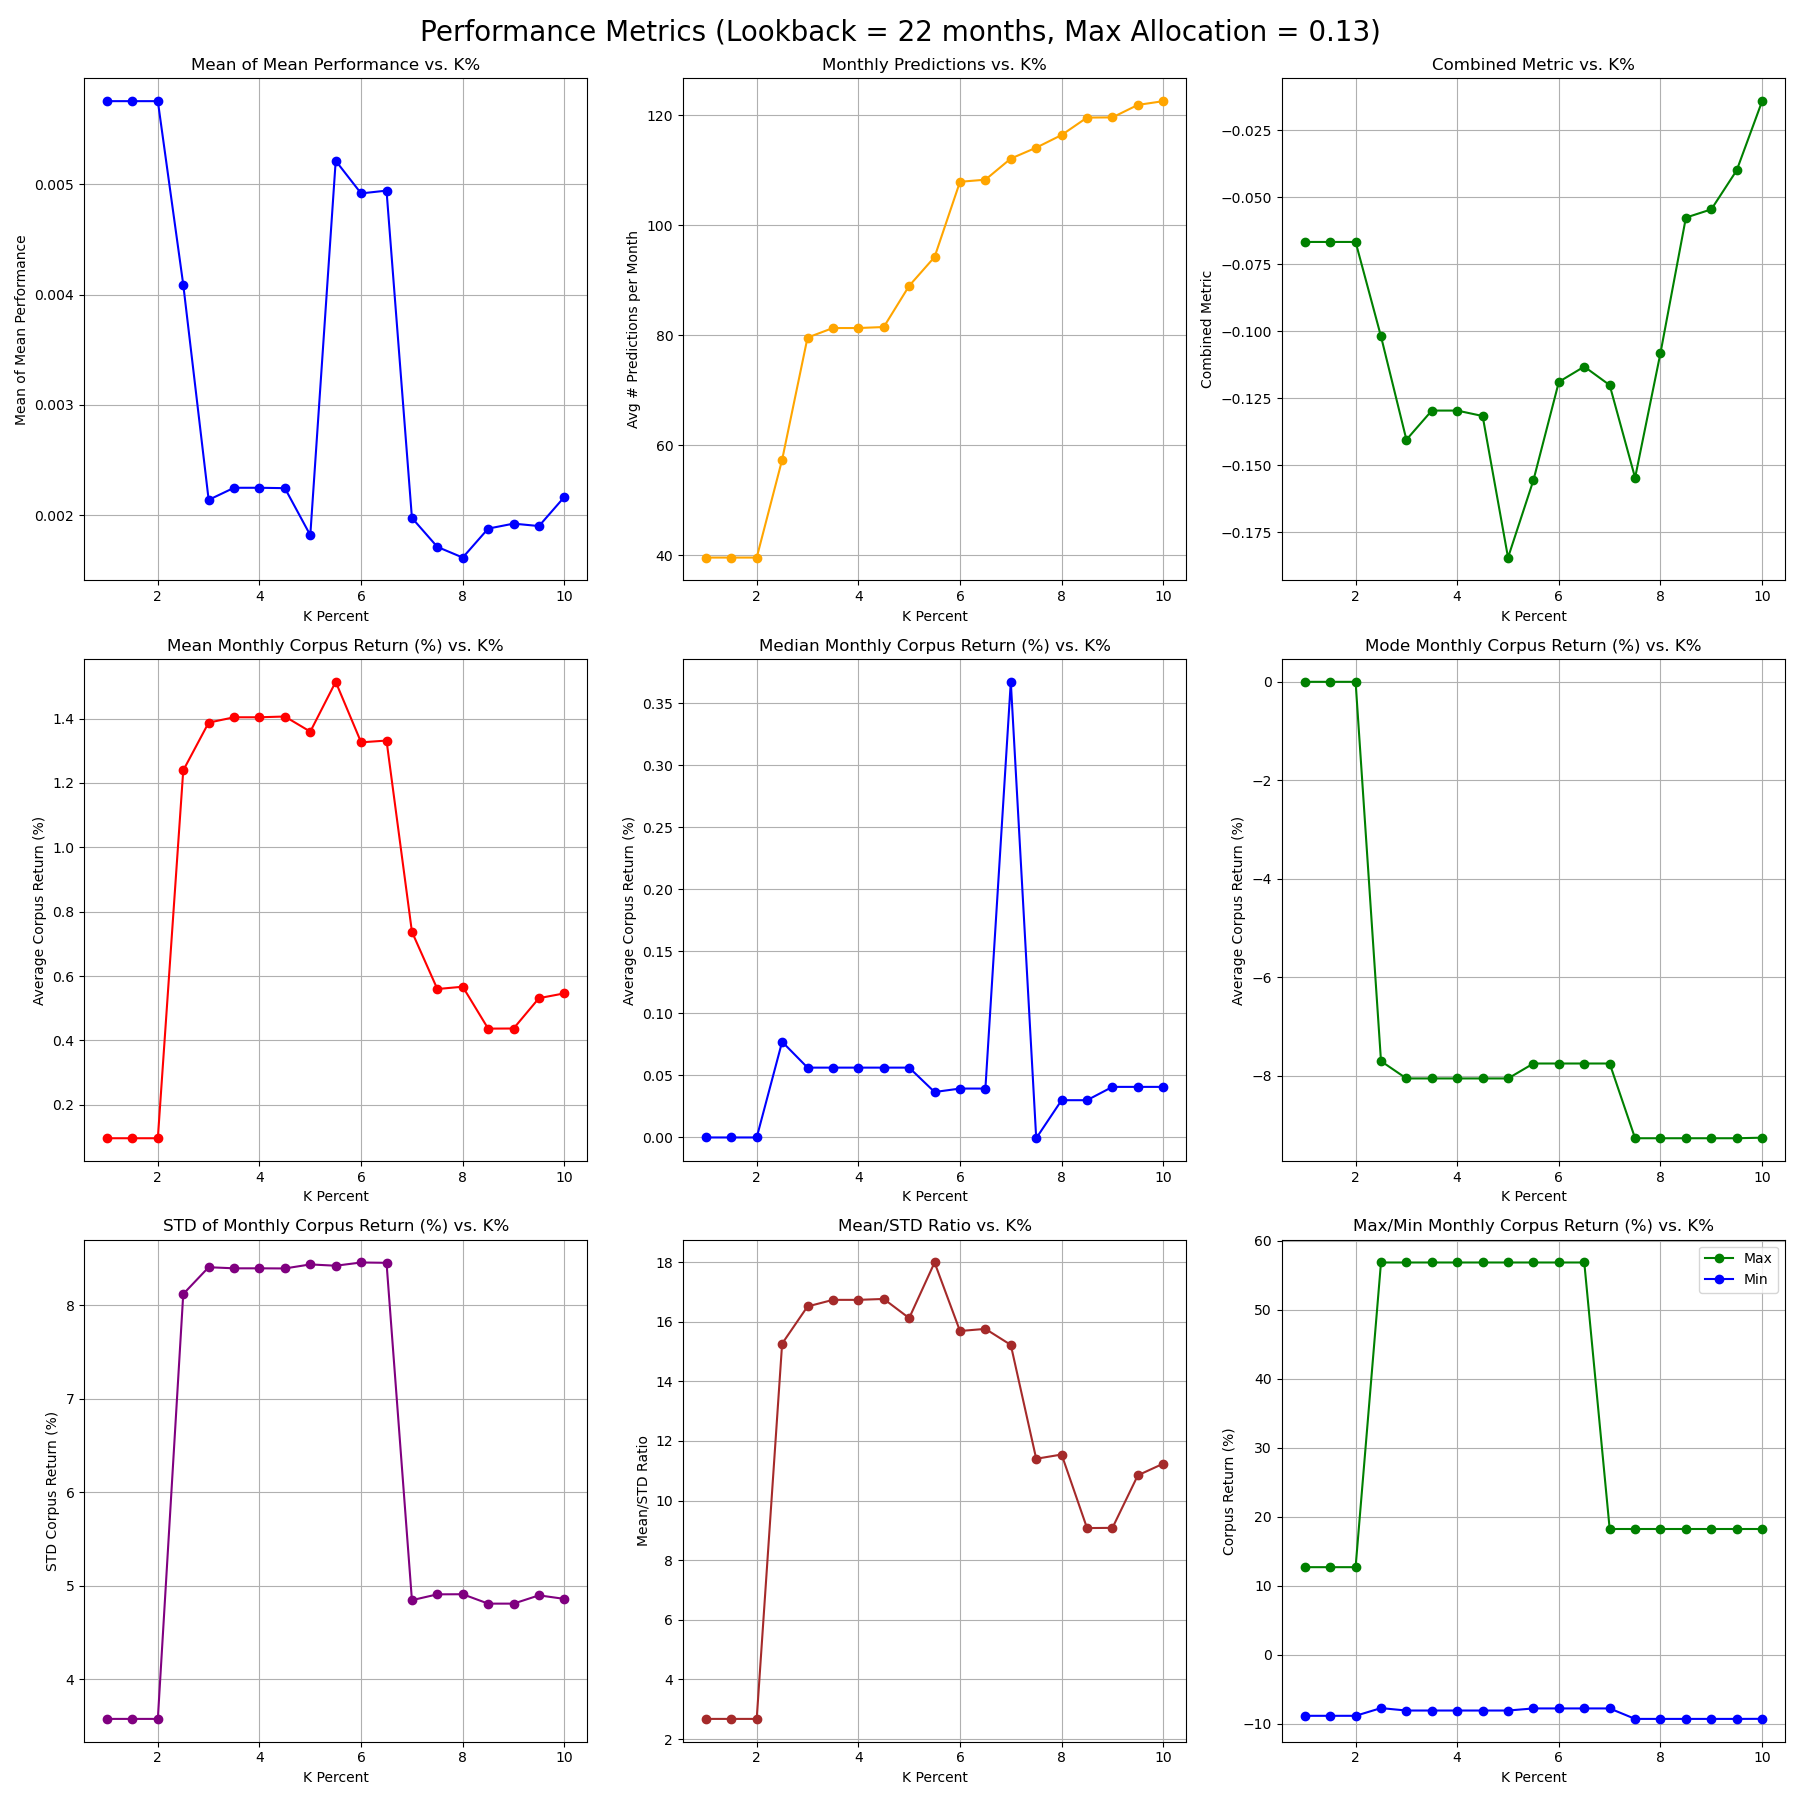 Performance Metrics (Lookback = 22 months, Max Allocation = 0.13)
Mean of Mean Performance vs. K%
Mean of Mean Performance
0.005
0.004
0.003
0.002
2 4 6 8 10
K Percent
Monthly Predictions vs. K%
Avg # Predictions per Month
120
100
80
60
40
2 4 6 8 10
K Percent
Combined Metric vs. K%
Combined Metric
−0.025
−0.050
−0.075
−0.100
−0.125
−0.150
−0.175
2 4 6 8 10
K Percent
Mean Monthly Corpus Return (%) vs. K%
Average Corpus Return (%)
1.4
1.2
1.0
0.8
0.6
0.4
0.2
2 4 6 8 10
K Percent
Median Monthly Corpus Return (%) vs. K%
Average Corpus Return (%)
0.35
0.30
0.25
0.20
0.15
0.10
0.05
0.00
2 4 6 8 10
K Percent
Mode Monthly Corpus Return (%) vs. K%
Average Corpus Return (%)
0
−2
−4
−6
−8
2 4 6 8 10
K Percent
STD of Monthly Corpus Return (%) vs. K%
STD Corpus Return (%)
8
7
6
5
4
2 4 6 8 10
K Percent
Mean/STD Ratio vs. K%
Mean/STD Ratio
18
16
14
12
10
8
6
4
2
2 4 6 8 10
K Percent
Max/Min Monthly Corpus Return (%) vs. K%
Corpus Return (%)
60
50
40
30
20
10
0
−10
Max
Min
2 4 6 8 10
K Percent